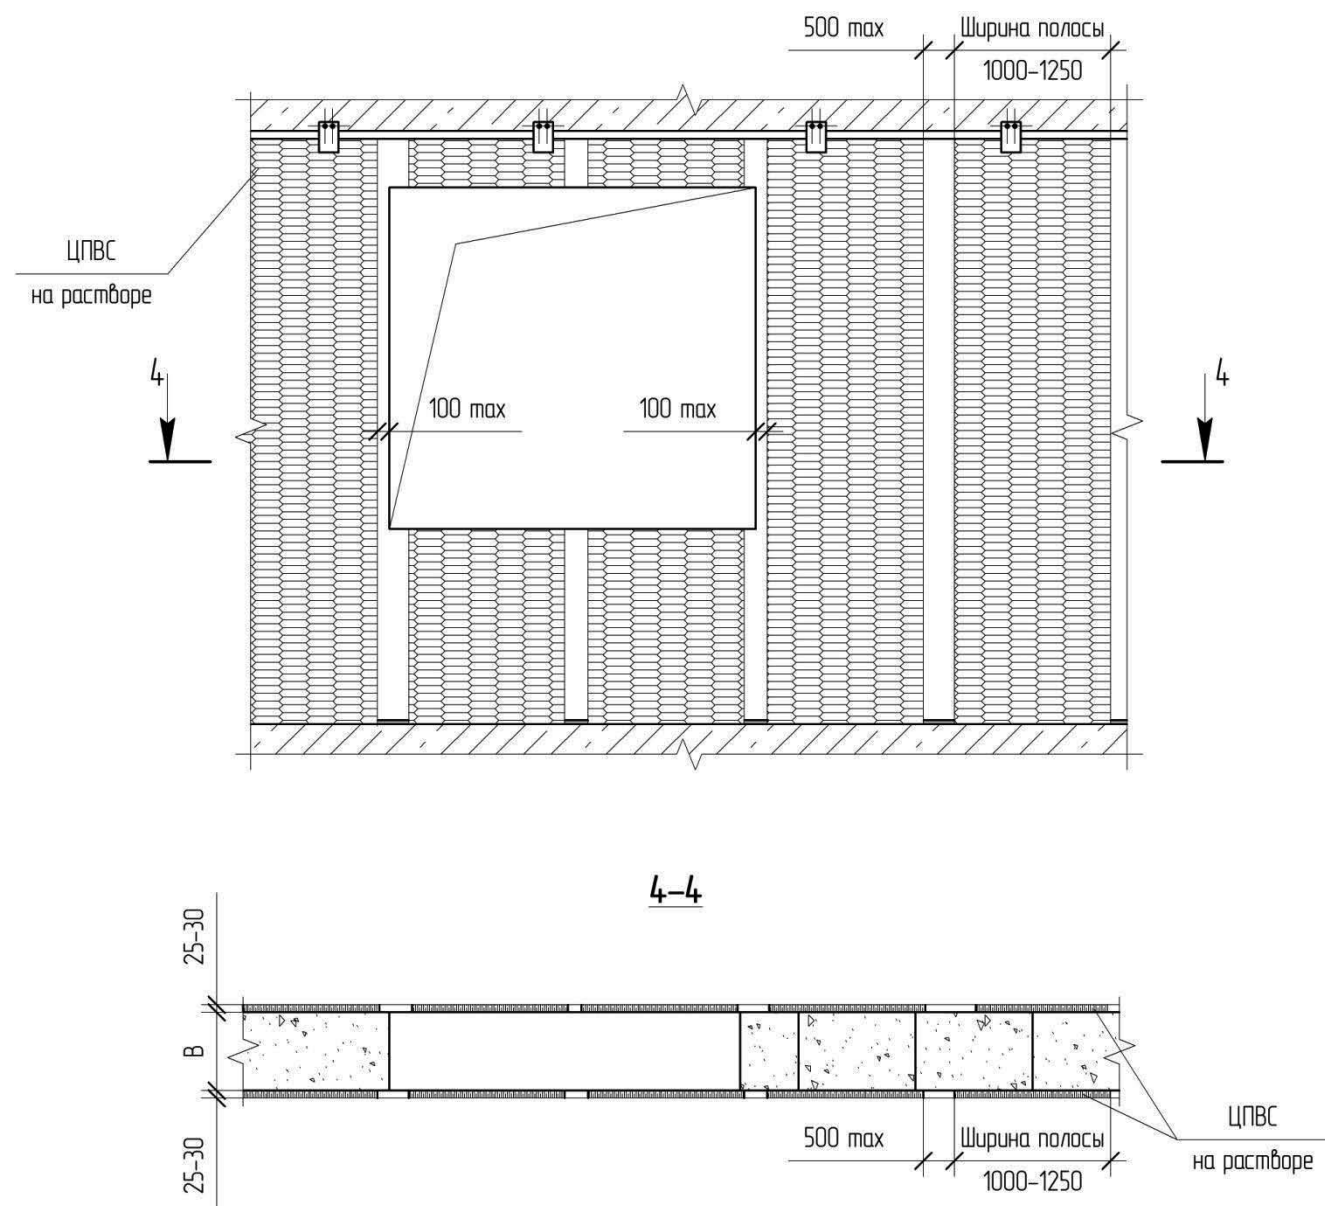 500 max
Ширина полосы
1000-1250
ЦПВС
на растворе
4
4
100 max
100 max
4-4
25-30
В
25-30
500 max
Ширина полосы
1000-1250
ЦПВС
на растворе